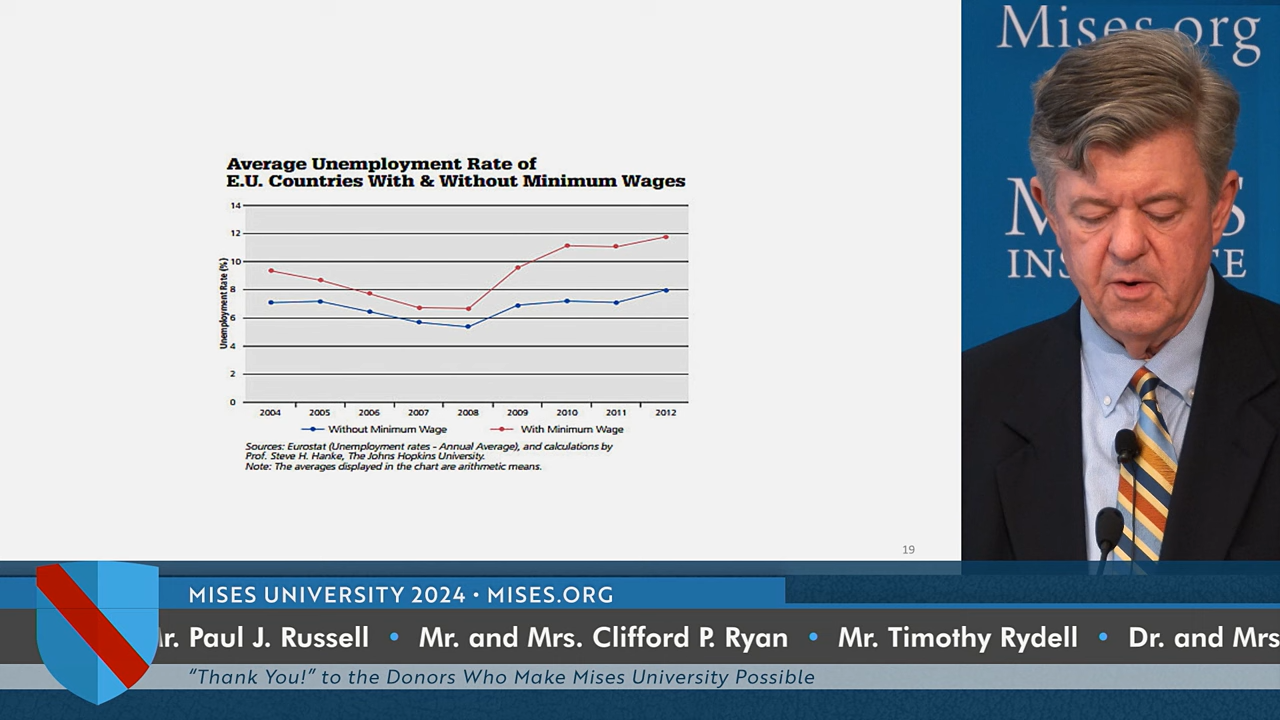 Average Unemployment Rate of
E.U. Countries With & Without Minimum Wages
14
12
10
8
6
4
2
0
Unemployment Rate (%)
2004 2005 2006 2007 2008 2009 2010 2011 2012
Without Minimum Wage With Minimum Wage
Sources: Eurostat (Unemployment rates - Annual Average), and calculations by
Prof. Steve H. Hanke, The Johns Hopkins University.
Note: The averages displayed in the chart are arithmetic means.
19
Mises.org
MISES UNIVERSITY 2024 • MISES.ORG
Paul J. Russell • Mr. and Mrs. Clifford P. Ryan • Mr. Timothy Rydell • Dr. and Mrs
"Thank You!" to the Donors Who Make Mises University Possible